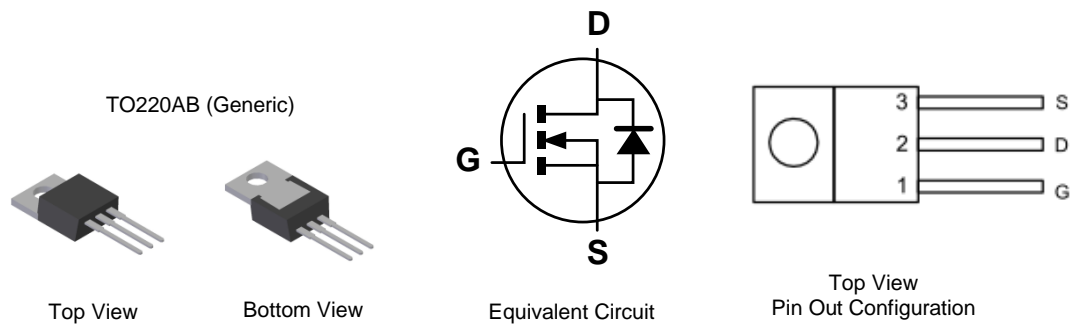 TO220AB (Generic)
Top View
Bottom View
D
G
S
Equivalent Circuit
3 S
2 D
1 G
Top View
Pin Out Configuration